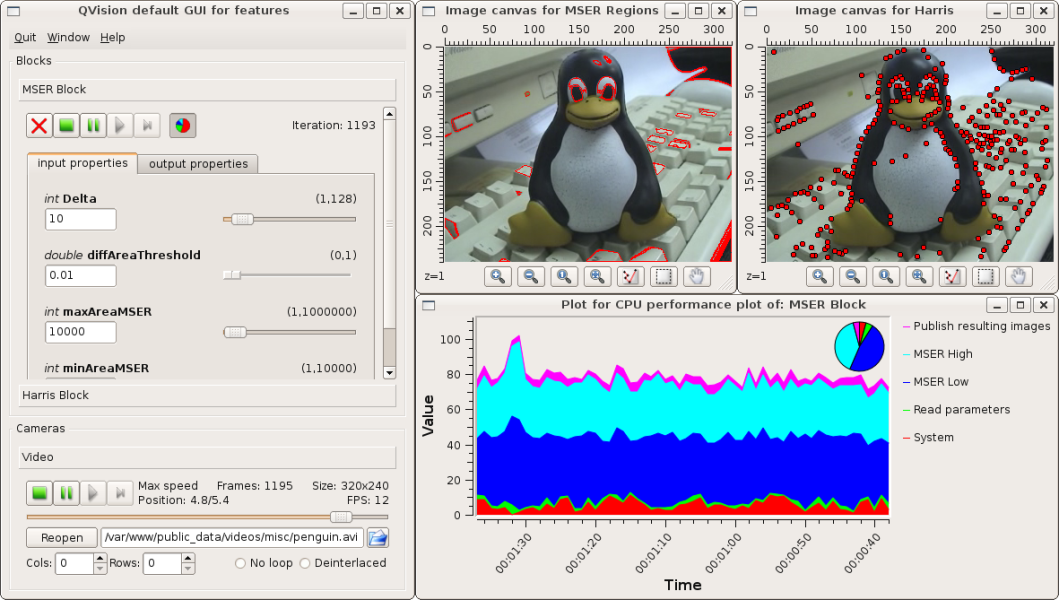 QVision default GUI for features
Quit Window Help
Blocks
MSER Block
Iteration: 1193
input properties
output properties
int Delta (1,128)
10
double diffAreaThreshold (0,1)
0.01
int maxAreaMSER (1,1000000)
10000
int minAreaMSER (1,10000)
Harris Block
Cameras
Video
Max speed Frames: 1195 Size: 320x240
Position: 4.8/5.4 FPS: 12
Reopen /var/www/public_data/videos/misc/penguin.avi
Cols: 0 Rows: 0 No loop Deinterlaced
Image canvas for MSER Regions
0 50 100 150 200 250 300
0
50
100
150
200
z=1
Image canvas for Harris
0 50 100 150 200 250 300
0
50
100
150
200
z=1
Plot for CPU performance plot of: MSER Block
Value
100
80
60
40
20
0
00:01:30 00:01:20 00:01:10 00:01:00 00:00:50 00:00:40
Time
Publish resulting images
MSER High
MSER Low
Read parameters
System